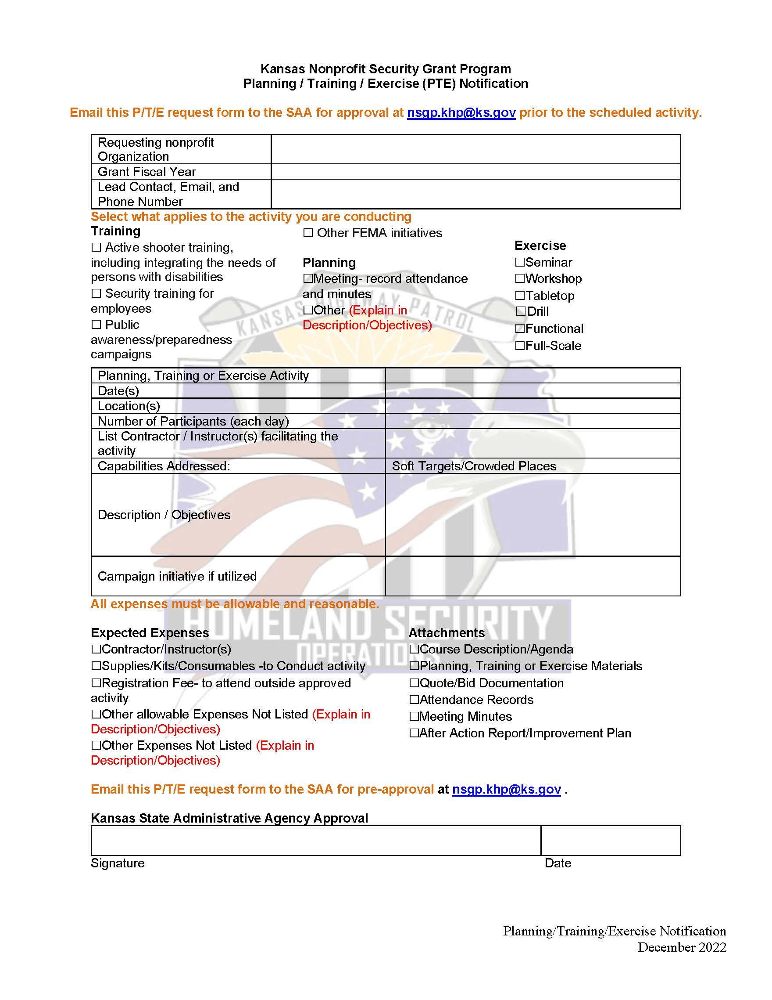 Kansas Nonprofit Security Grant Program
Planning / Training / Exercise (PTE) Notification
Email this P/T/E request form to the SAA for approval at nsgp.khp@ks.gov prior to the scheduled activity.
Requesting nonprofit
Organization
Grant Fiscal Year
Lead Contact, Email, and
Phone Number
Select what applies to the activity you are conducting
Training
☐ Active shooter training,
including integrating the needs of
persons with disabilities
☐ Security training for
employees
☐ Public
awareness/preparedness
campaigns
☐ Other FEMA initiatives
Planning
☐Meeting- record attendance
and minutes
☐Other (Explain in
Description/Objectives)
Exercise
☐Seminar
☐Workshop
☐Tabletop
☐Drill
☐Functional
☐Full-Scale
KANSAS HIGHWAY PATROL
Planning, Training or Exercise Activity
Date(s)
Location(s)
Number of Participants (each day)
List Contractor / Instructor(s) facilitating the
activity
Capabilities Addressed: Soft Targets/Crowded Places
Description / Objectives
Campaign initiative if utilized
All expenses must be allowable and reasonable.
HOMELAND SECURITY
OPERATIONS
Expected Expenses
☐Contractor/Instructor(s)
☐Supplies/Kits/Consumables -to Conduct activity
☐Registration Fee- to attend outside approved
activity
☐Other allowable Expenses Not Listed (Explain in
Description/Objectives)
☐Other Expenses Not Listed (Explain in
Description/Objectives)
Attachments
☐Course Description/Agenda
☐Planning, Training or Exercise Materials
☐Quote/Bid Documentation
☐Attendance Records
☐Meeting Minutes
☐After Action Report/Improvement Plan
Email this P/T/E request form to the SAA for pre-approval at nsgp.khp@ks.gov .
Kansas State Administrative Agency Approval
Signature Date
Planning/Training/Exercise Notification
December 2022